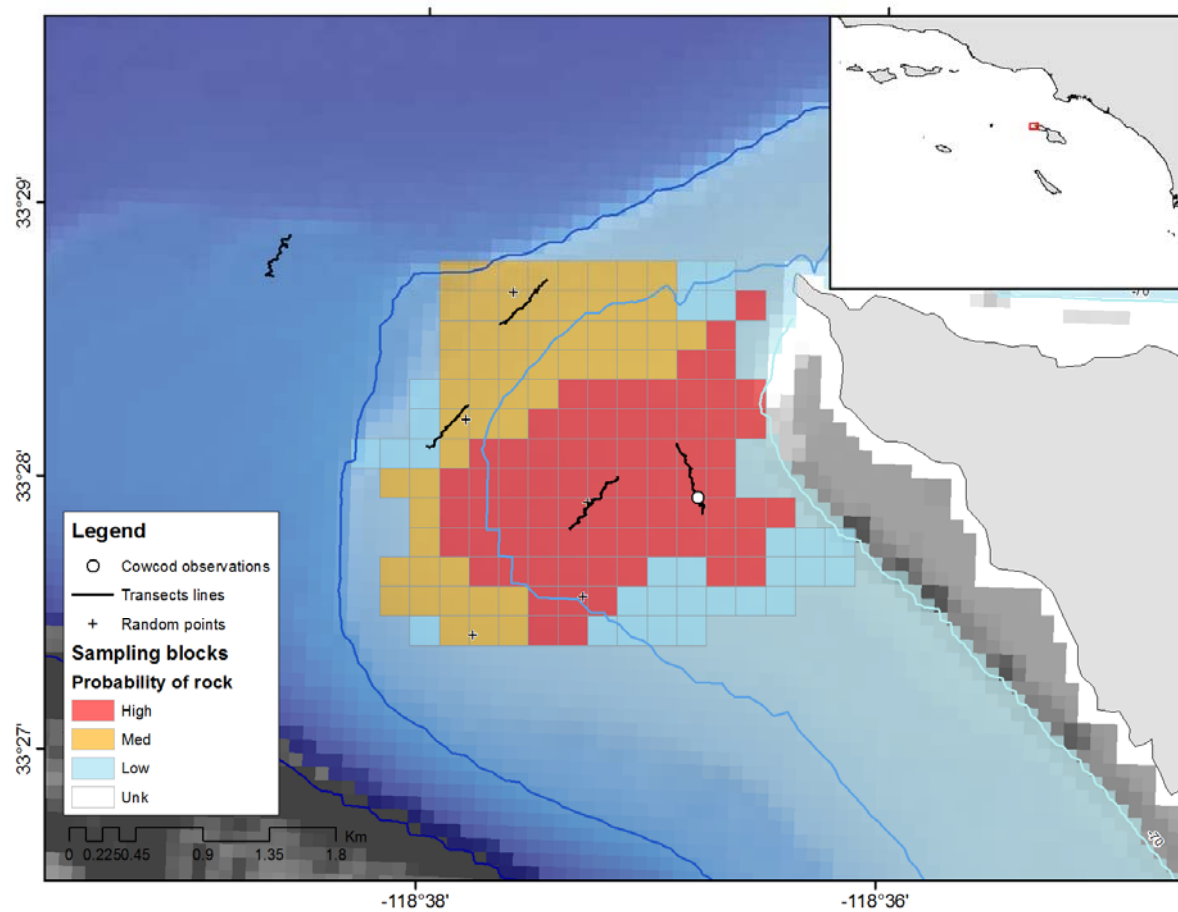 33°29'
-70
33°28'
Legend
Cowcod observations
Transects lines
Random points
Sampling blocks
Probability of rock
High
Med
Low
Unk
33°27'
Km
0 0.225 0.45 0.9 1.35 1.8
-70
-118°38' -118°36'